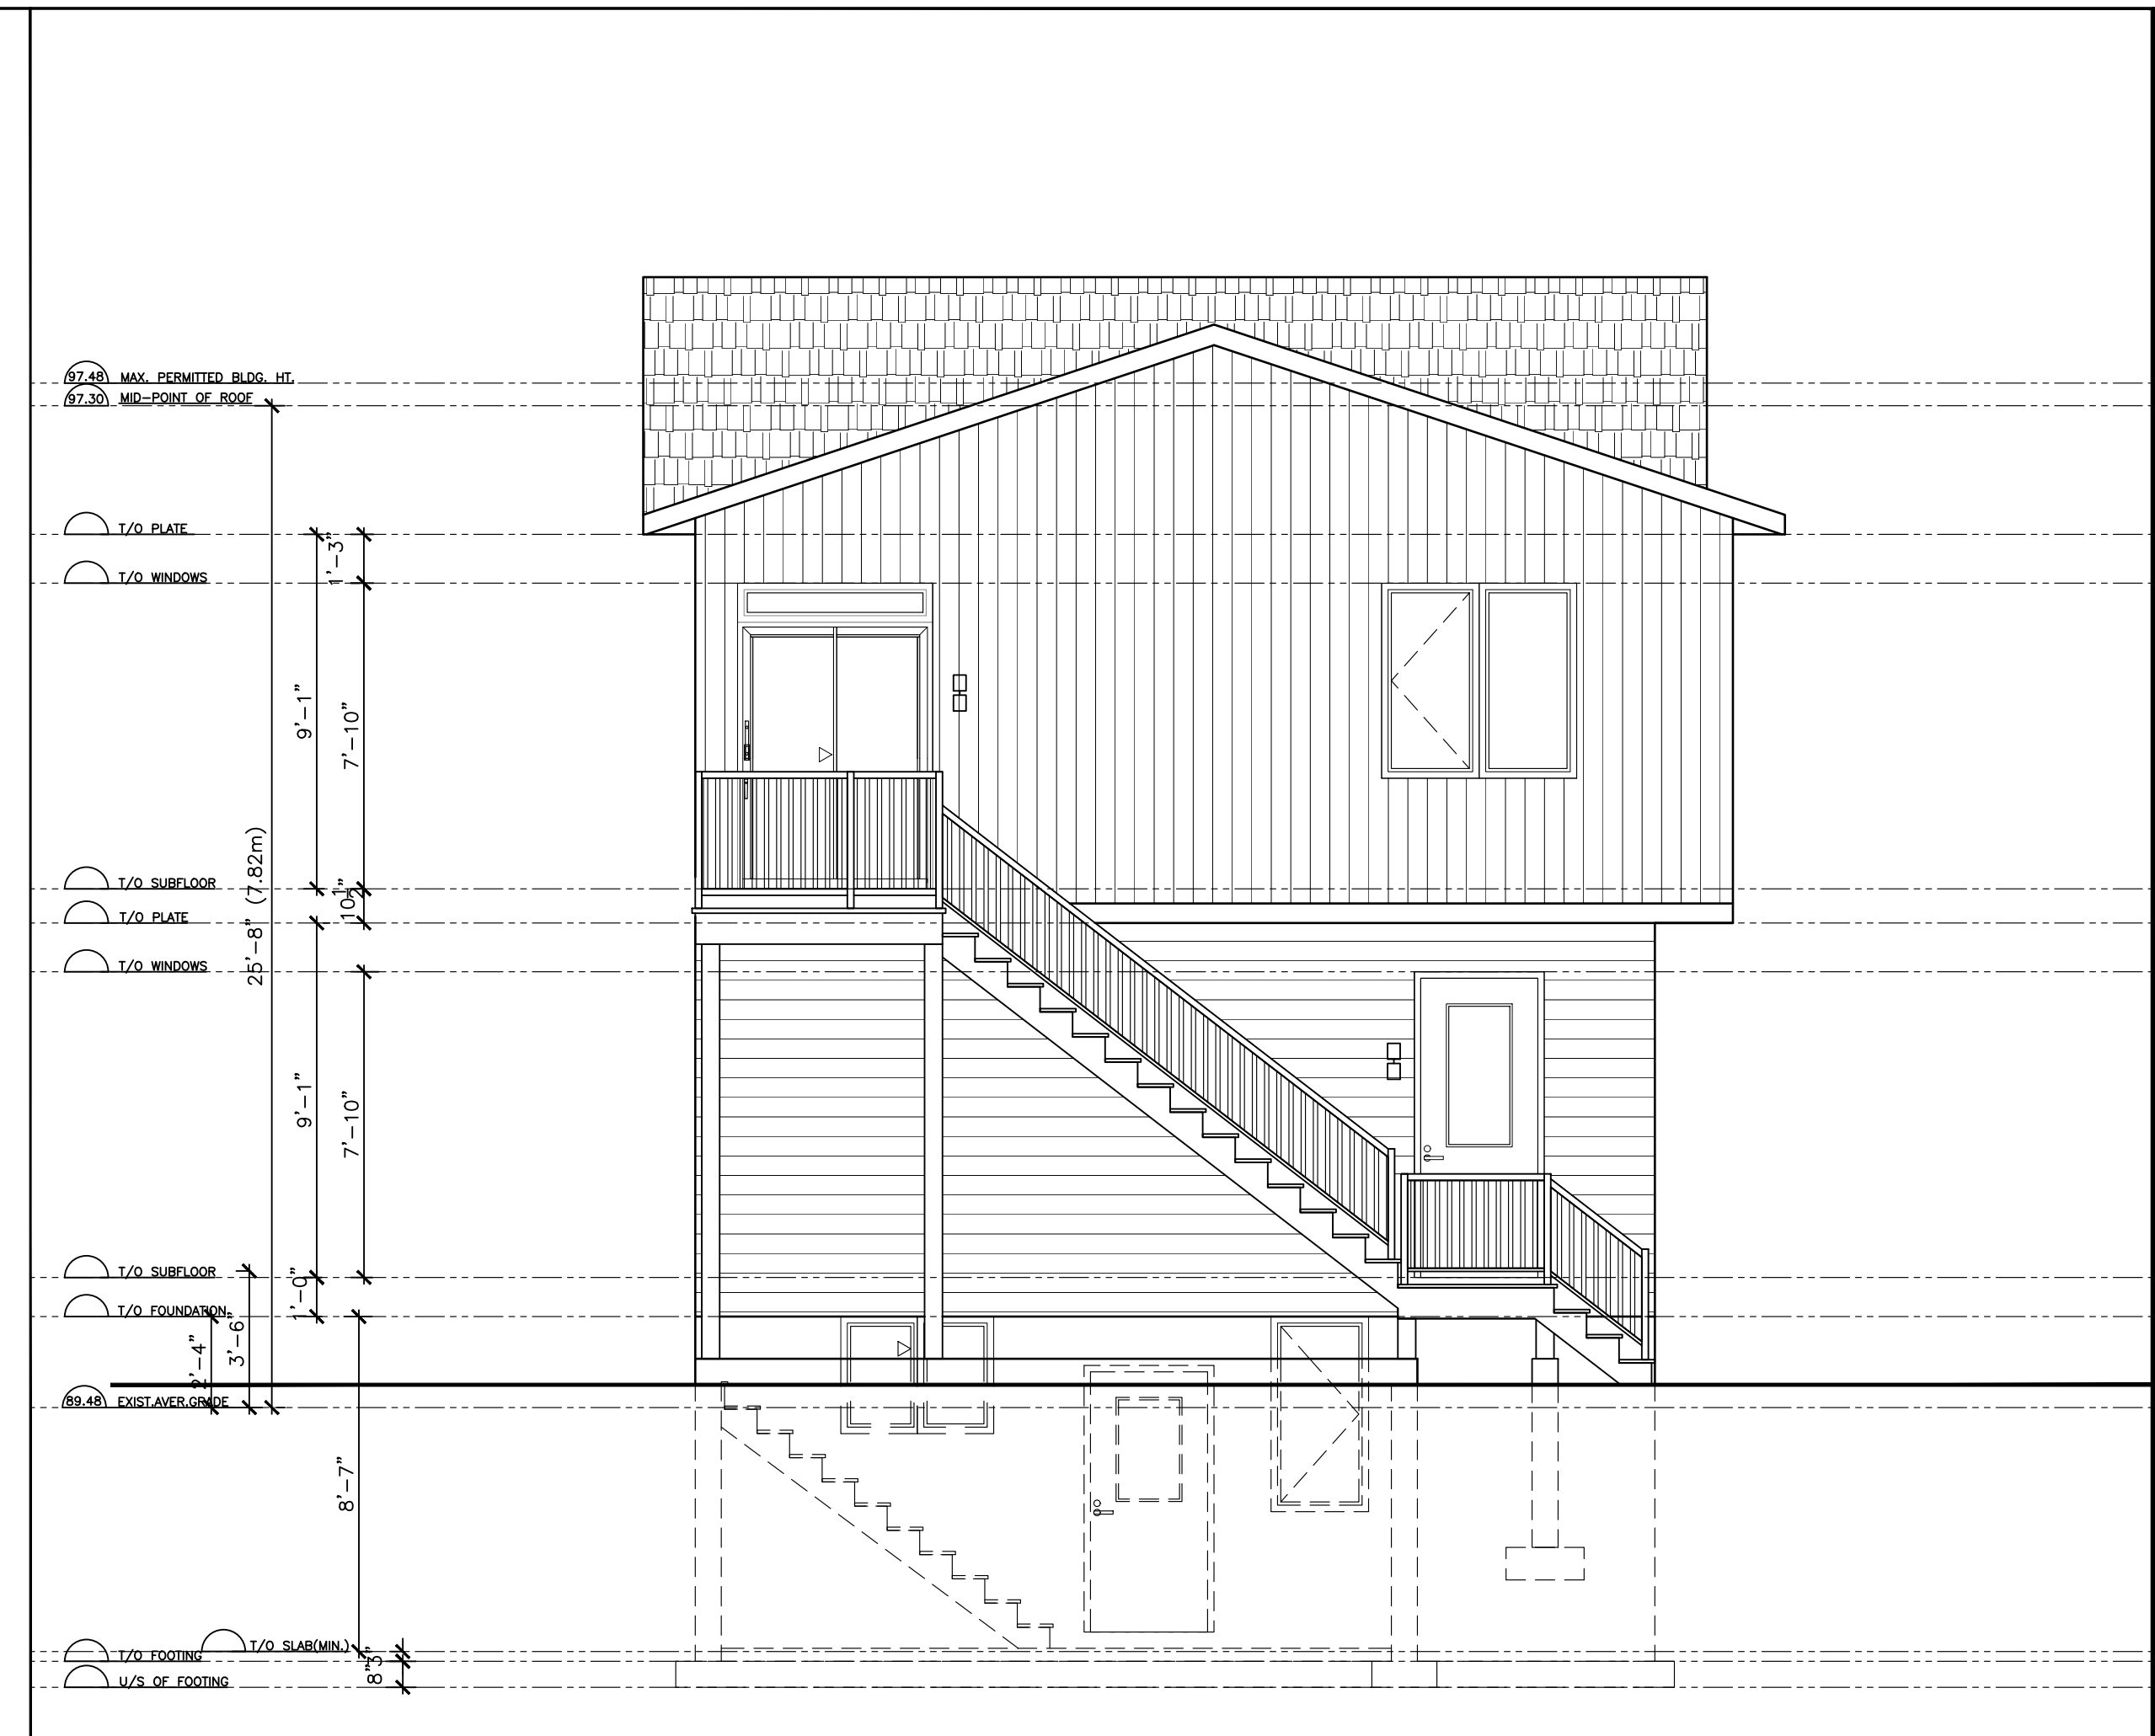 97.48 MAX. PERMITTED BLDG. HT.
97.30 MID-POINT OF ROOF
T/O PLATE
1'-3"
T/O WINDOWS
9'-1"
7'-10"
25'-8" (7.82m)
T/O SUBFLOOR
T/O PLATE
T/O WINDOWS
9'-1"
7'-10"
T/O SUBFLOOR
1'-0"
T/O FOUNDATION
3'-6"
2'-4"
89.48 EXIST.AVER.GRADE
8'-7"
T/O SLAB(MIN.)
T/O FOOTING
3"
8"
U/S OF FOOTING